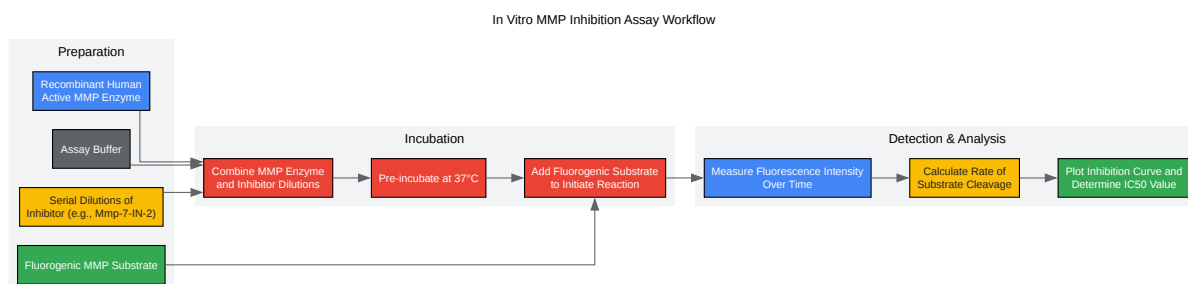 In Vitro MMP Inhibition Assay Workflow
Preparation
Recombinant Human
Active MMP Enzyme
Assay Buffer
Serial Dilutions of
Inhibitor (e.g., Mmp-7-IN-2)
Fluorogenic MMP Substrate
Incubation
Combine MMP Enzyme
and Inhibitor Dilutions
Pre-incubate at 37°C
Add Fluorogenic Substrate
to Initiate Reaction
Detection & Analysis
Measure Fluorescence Intensity
Over Time
Calculate Rate of
Substrate Cleavage
Plot Inhibition Curve and
Determine IC50 Value